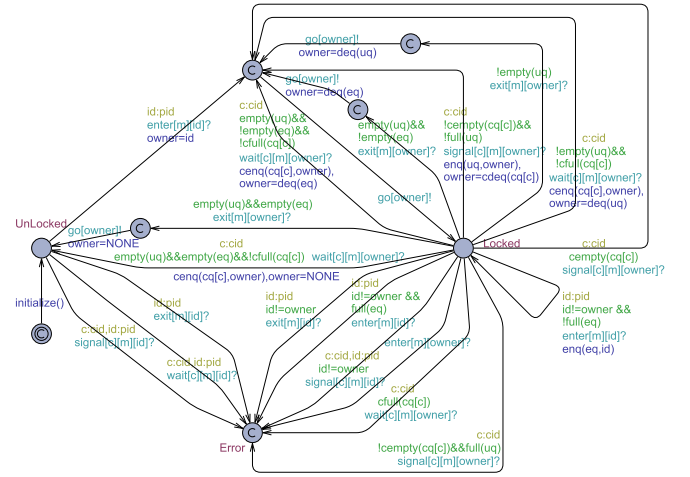 go[owner]!
owner=deq(uq)
C
C
go[owner]!
owner=deq(eq)
C
!empty(uq)
exit[m][owner]?
id:pid
enter[m][id]?
owner=id
c:cid
empty(uq)&&
!empty(eq)&&
!cfull(cq[c])
wait[c][m][owner]?
cenq(cq[c],owner),
owner=deq(eq)
empty(uq)&&
!empty(eq)
exit[m][owner]?
c:cid
!cempty(cq[c])&&
!full(uq)
signal[c][m][owner]?
enq(uq,owner),
owner=cdeq(cq[c])
c:cid
!empty(uq)&&
!cfull(cq[c])
wait[c][m][owner]?
cenq(cq[c],owner),
owner=deq(uq)
go[owner]!
empty(uq)&&empty(eq)
exit[m][owner]?
UnLocked
go[owner]!
owner=NONE
C
Locked
c:cid
empty(uq)&&empty(eq)&&!cfull(cq[c])
wait[c][m][owner]?
cenq(cq[c],owner),owner=NONE
c:cid
cempty(cq[c])
signal[c][m][owner]?
initialize()
C
id:pid
exit[m][id]?
c:cid,id:pid
signal[c][m][id]?
c:cid,id:pid
wait[c][m][id]?
id:pid
id!=owner
exit[m][id]?
id:pid
id!=owner &&
full(eq)
enter[m][id]?
enter[m][owner]?
id:pid
id!=owner &&
!full(eq)
enter[m][id]?
enq(eq,id)
c:cid,id:pid
id!=owner
signal[c][m][id]?
c:cid
cfull(cq[c])
wait[c][m][owner]?
C
Error
c:cid
!cempty(cq[c])&&full(uq)
signal[c][m][owner]?